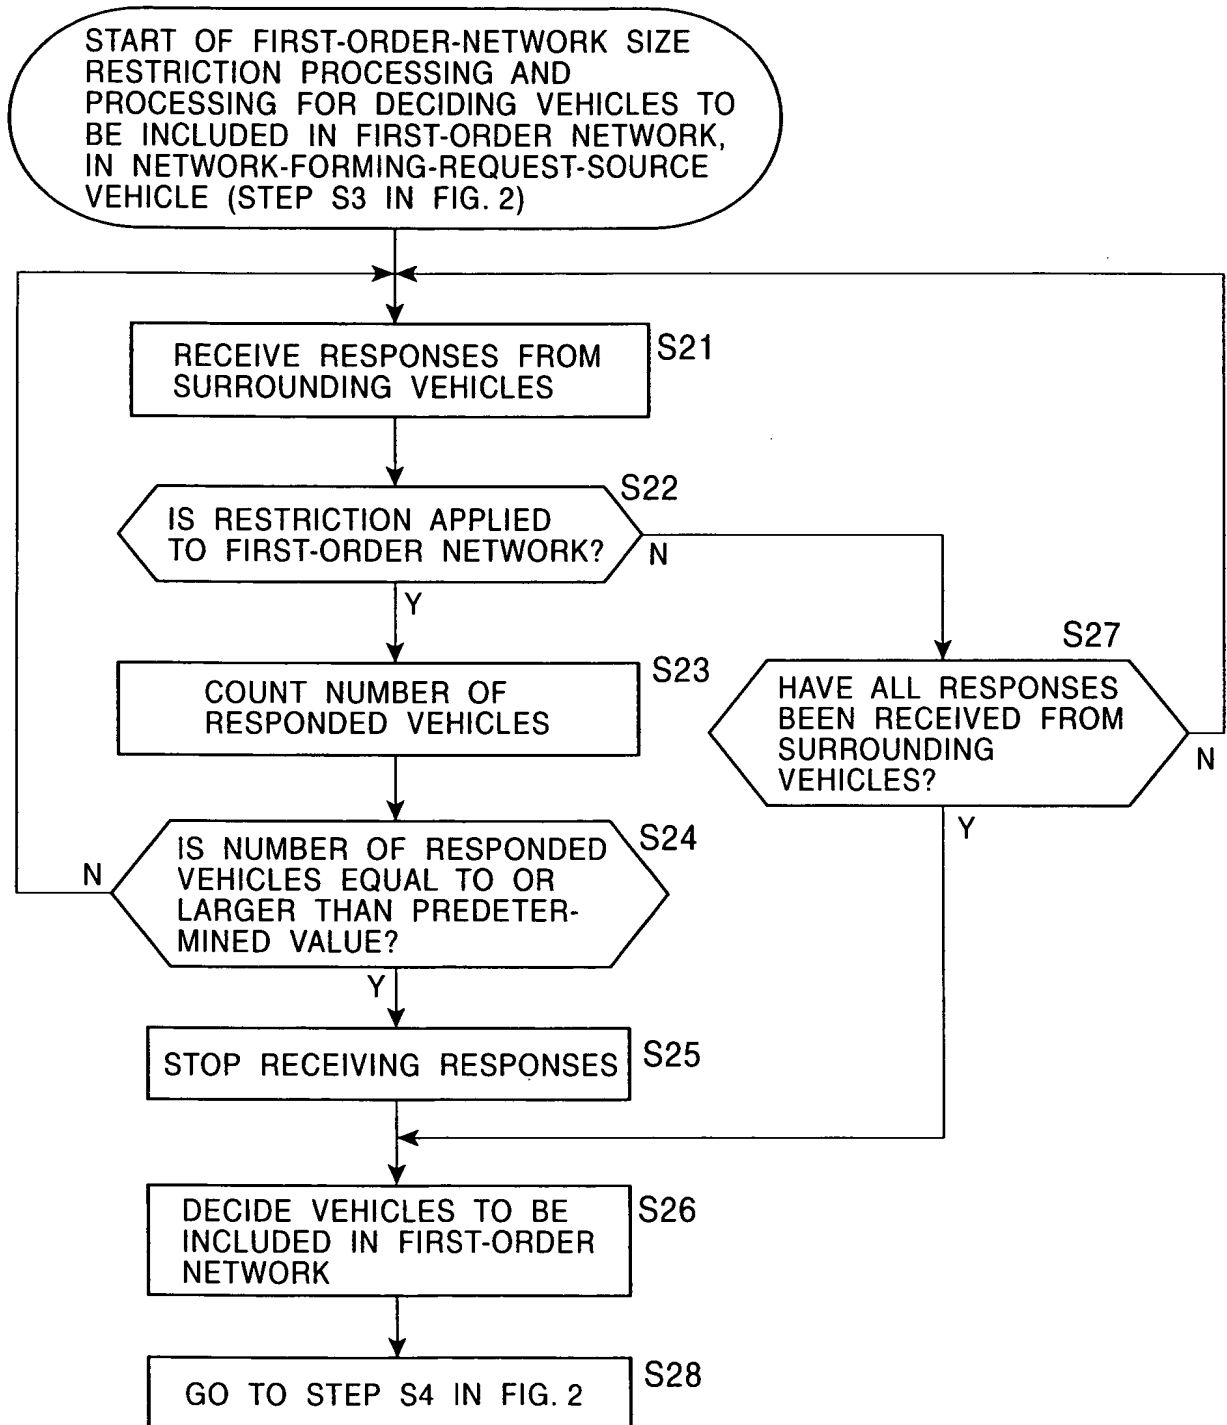 START OF FIRST-ORDER-NETWORK SIZE
RESTRICTION PROCESSING AND
PROCESSING FOR DECIDING VEHICLES TO
BE INCLUDED IN FIRST-ORDER NETWORK,
IN NETWORK-FORMING-REQUEST-SOURCE
VEHICLE (STEP S3 IN FIG. 2)
S21
RECEIVE RESPONSES FROM
SURROUNDING VEHICLES
S22
IS RESTRICTION APPLIED
TO FIRST-ORDER NETWORK?
N
Y
S23
COUNT NUMBER OF
RESPONDED VEHICLES
S27
HAVE ALL RESPONSES
BEEN RECEIVED FROM
SURROUNDING
VEHICLES?
N
Y
S24
IS NUMBER OF RESPONDED
VEHICLES EQUAL TO OR
LARGER THAN PREDETER-
MINED VALUE?
N
Y
S25
STOP RECEIVING RESPONSES
S26
DECIDE VEHICLES TO BE
INCLUDED IN FIRST-ORDER
NETWORK
S28
GO TO STEP S4 IN FIG. 2